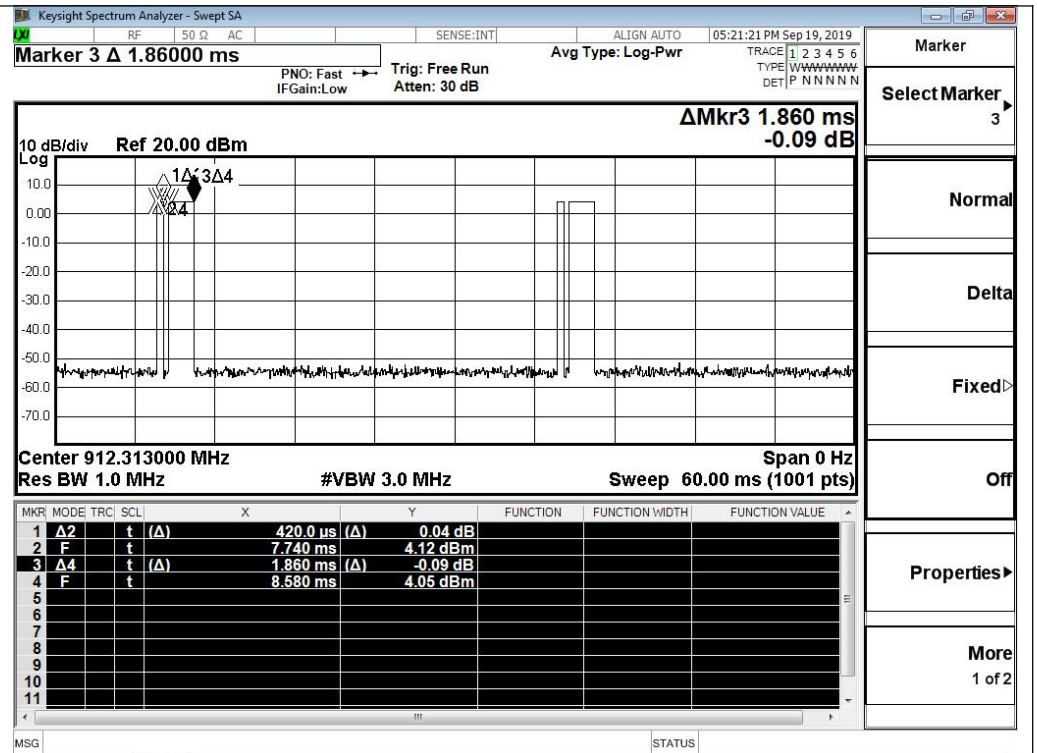 Keysight Spectrum Analyzer - Swept SA
LXI RF 50 Ω AC SENSE:INT ALIGN AUTO 05:21:21 PM Sep 19, 2019
Marker 3 Δ 1.86000 ms
PNO: Fast
IFGain:Low
Trig: Free Run
Atten: 30 dB
Avg Type: Log-Pwr
TRACE 1 2 3 4 5 6
TYPE WWWWWW
DET P N N N N N
ΔMkr3 1.860 ms
-0.09 dB
10 dB/div Ref 20.00 dBm
Log
10.0
0.00
-10.0
-20.0
-30.0
-40.0
-50.0
-60.0
-70.0
3Δ4
Center 912.313000 MHz Span 0 Hz
Res BW 1.0 MHz #VBW 3.0 MHz Sweep 60.00 ms (1001 pts)
MKR MODE TRC SCL X Y FUNCTION FUNCTION WIDTH FUNCTION VALUE
1 Δ2 t (Δ) 420.0 µs (Δ) 0.04 dB
2 F t 7.740 ms 4.12 dBm
3 Δ4 t (Δ) 1.860 ms (Δ) -0.09 dB
4 F t 8.580 ms 4.05 dBm
5
6
7
8
9
10
11
MSG STATUS
Marker
Select Marker
3
Normal
Delta
Fixed
Off
Properties
More
1 of 2